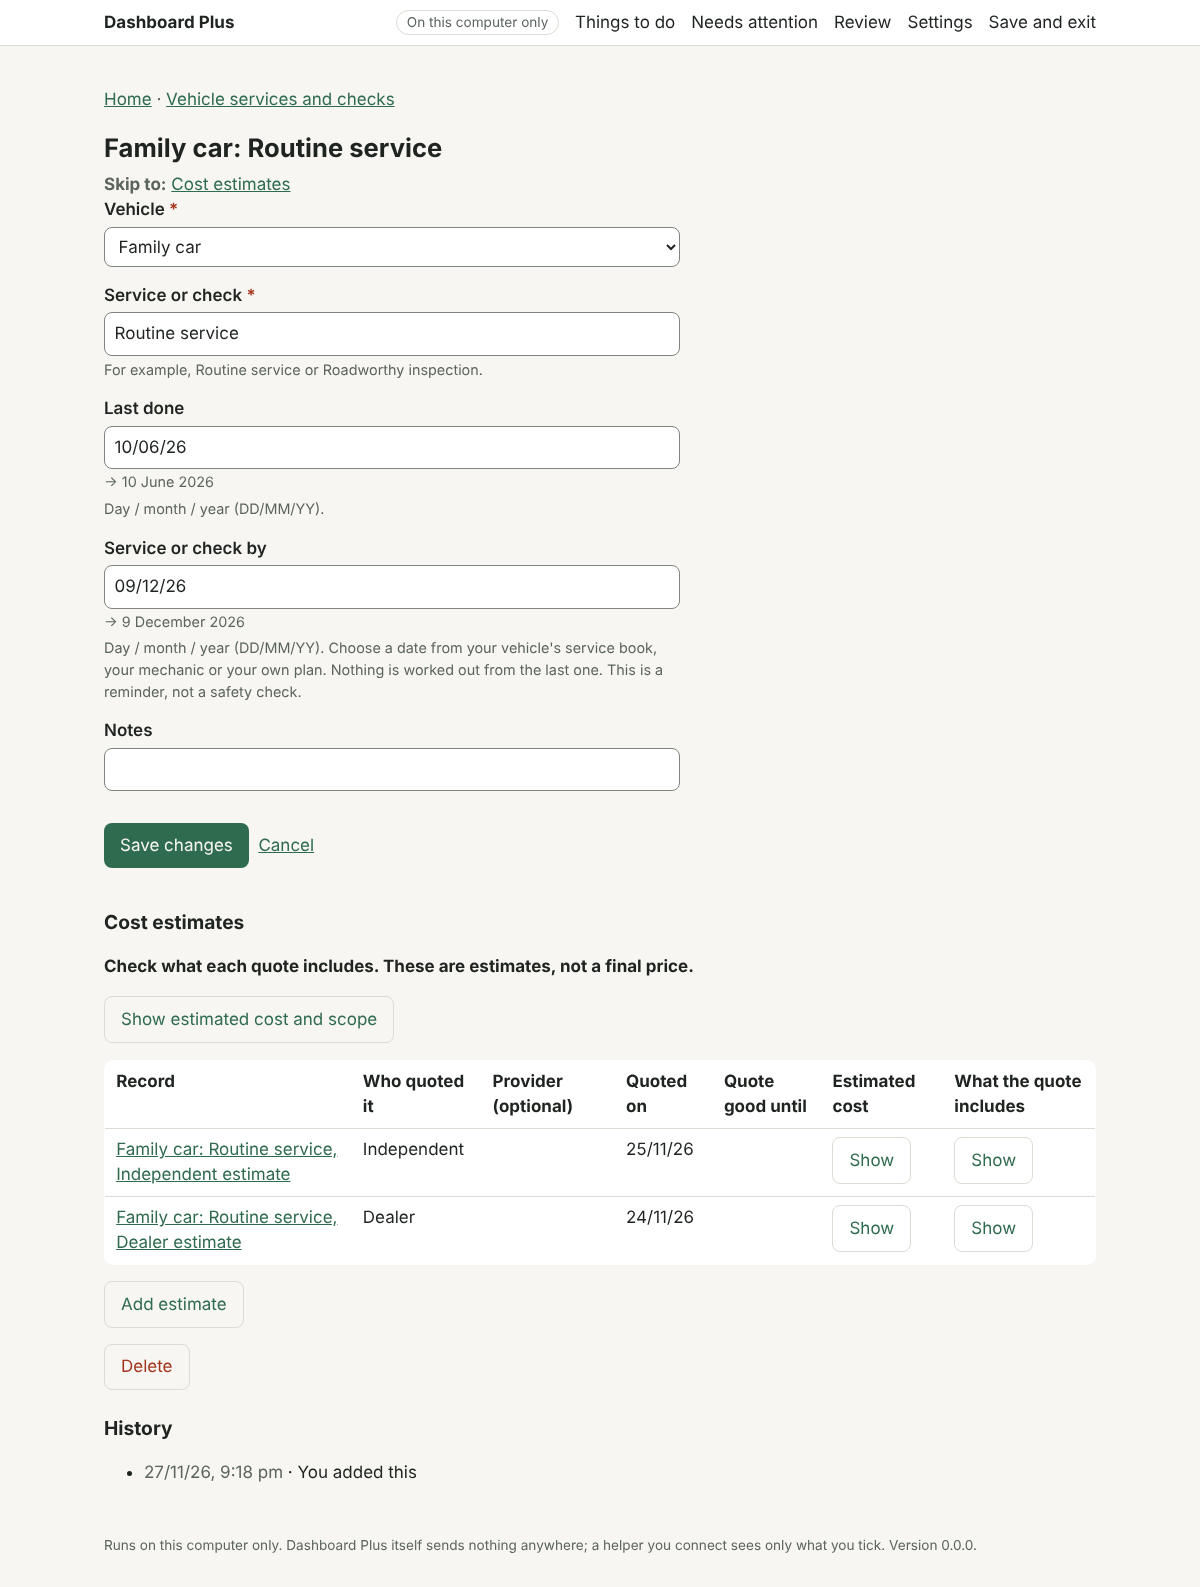 Dashboard Plus
On this computer only
Things to do
Needs attention
Review
Settings
Save and exit
Home · Vehicle services and checks
Family car: Routine service
Skip to: Cost estimates
Vehicle *
Family car
Service or check *
Routine service
For example, Routine service or Roadworthy inspection.
Last done
10/06/26
→ 10 June 2026
Day / month / year (DD/MM/YY).
Service or check by
09/12/26
→ 9 December 2026
Day / month / year (DD/MM/YY). Choose a date from your vehicle's service book,
your mechanic or your own plan. Nothing is worked out from the last one. This is a
reminder, not a safety check.
Notes
Save changes
Cancel
Cost estimates
Check what each quote includes. These are estimates, not a final price.
Show estimated cost and scope
Record
Who quoted
it
Provider
(optional)
Quoted
on
Quote
good until
Estimated
cost
What the quote
includes
Family car: Routine service,
Independent estimate
Independent
25/11/26
Show
Show
Family car: Routine service,
Dealer estimate
Dealer
24/11/26
Show
Show
Add estimate
Delete
History
27/11/26, 9:18 pm · You added this
Runs on this computer only. Dashboard Plus itself sends nothing anywhere; a helper you connect sees only what you tick. Version 0.0.0.